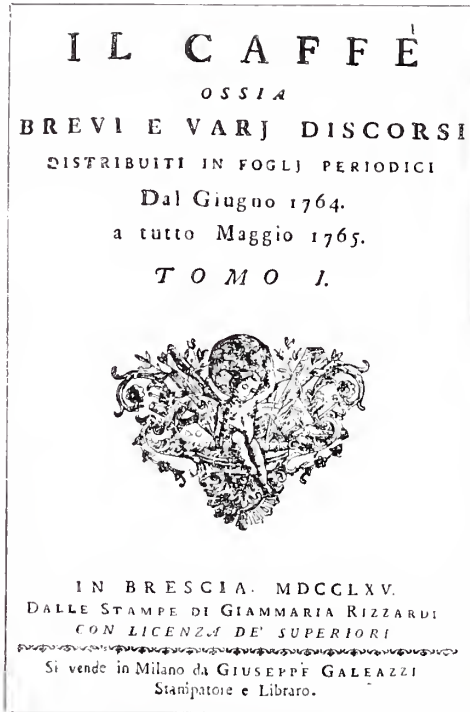 IL CAFFÈ
OSSIA
BREVI E VARJ DISCORSI
DISTRIBUITI IN FOGLJ PERIODICI
Dal Giugno 1764.
a tutto Maggio 1765.
TOMO I.
IN BRESCIA. MDCCLXV.
DALLE STAMPE DI GIAMMARIA RIZZARDI
CON LICENZA DE' SUPERIORI
Si vende in Milano da GIUSEPPE GALEAZZI
Stampatore e Libraro.